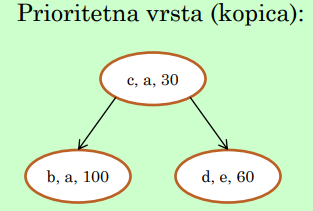 Prioritetna vrsta (kopica):
c, a, 30
b, a, 100
d, e, 60